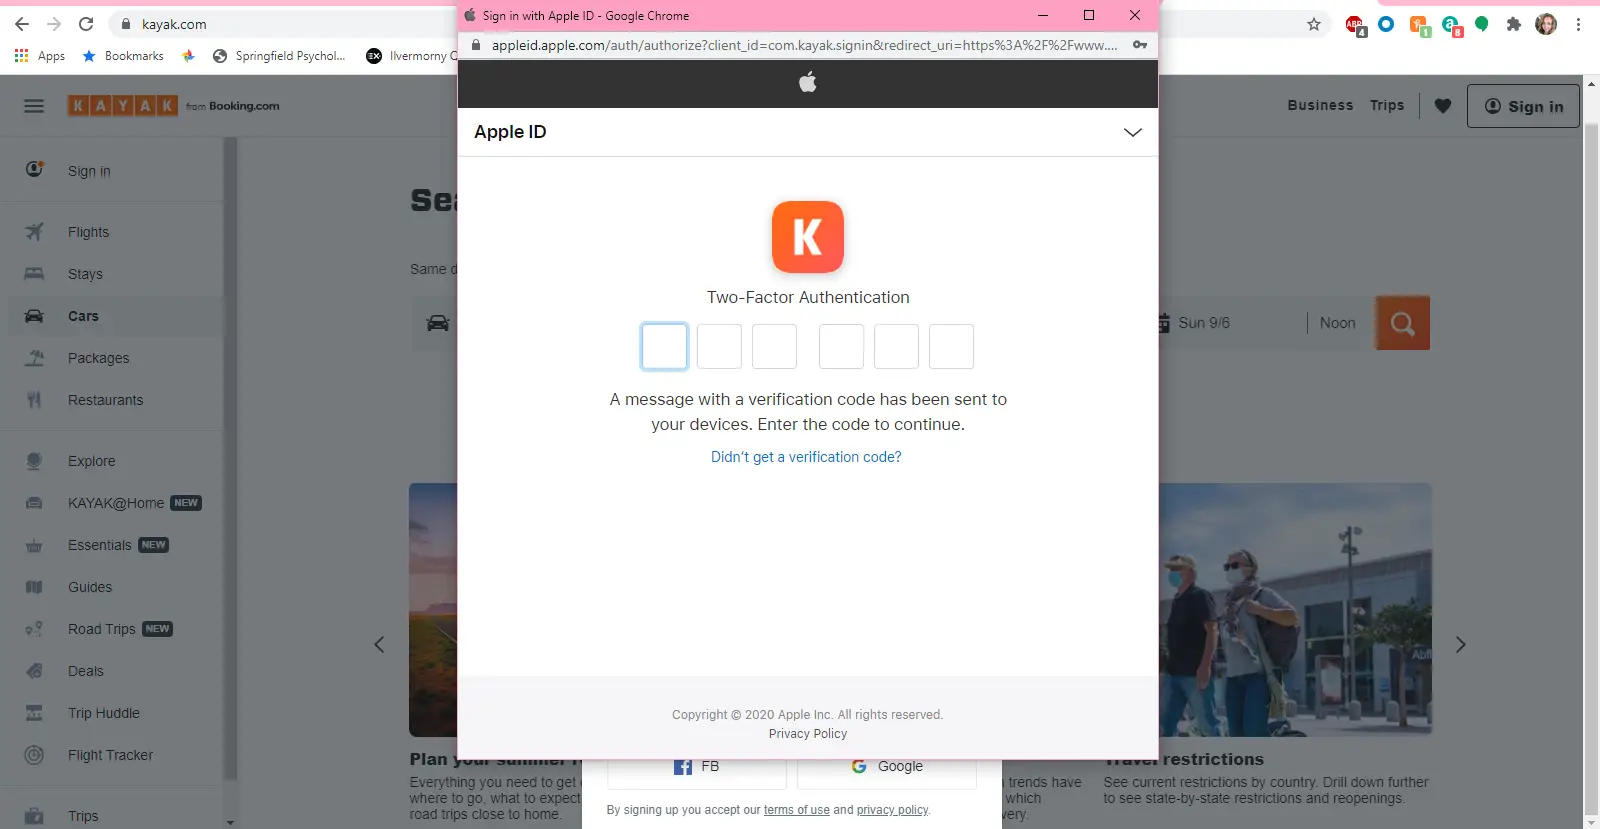 Sign in with Apple ID - Google Chrome
kayak.com
appleid.apple.com/auth/authorize?client_id=com.kayak.signin&redirect_uri=https%3A%2F%2Fwww....
ABP 4 1 a 8
Apps Bookmarks Springfield Psychol... EX Ilvermorny
KAYAK from Booking.com
Business Trips Sign in
Apple ID
Sign in
Flights
Stays
Cars
Packages
Restaurants
Explore
KAYAK@Home NEW
Essentials NEW
Guides
Road Trips NEW
Deals
Trip Huddle
Flight Tracker
Trips
Same
Sun 9/6 Noon
K
Two-Factor Authentication
A message with a verification code has been sent to
your devices. Enter the code to continue.
Didn't get a verification code?
Copyright © 2020 Apple Inc. All rights reserved.
Privacy Policy
Plan your summer
Everything you need to get
where to go, what to expect
road trips close to home.
FB Google
By signing up you accept our terms of use and privacy policy.
trends have
which
Travel restrictions
See current restrictions by country. Drill down further
to see state-by-state restrictions and reopenings.